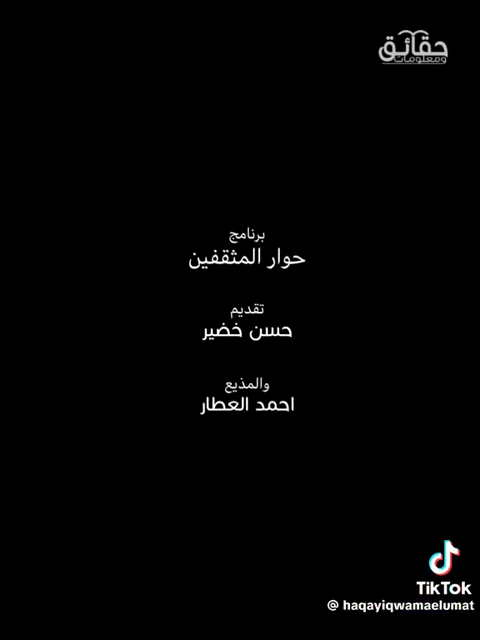 حقائق
ومعلومات
برنامج
حوار المثقفين
تقديم
حسن خضير
والمذيع
احمد العطار
TikTok
@ haqayiqwamaelumat